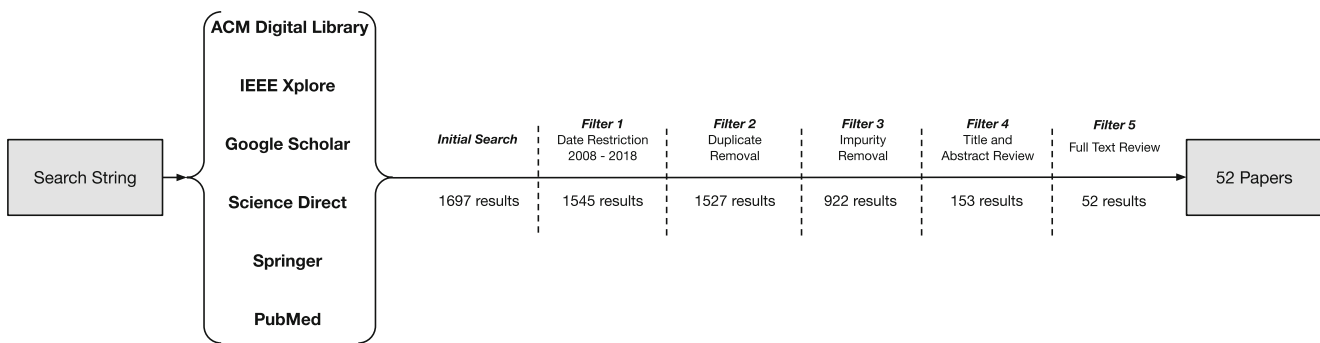 Search String
ACM Digital Library
IEEE Xplore
Google Scholar
Science Direct
Springer
PubMed
Initial Search
1697 results
Filter 1
Date Restriction
2008 - 2018
1545 results
Filter 2
Duplicate
Removal
1527 results
Filter 3
Impurity
Removal
922 results
Filter 4
Title and
Abstract Review
153 results
Filter 5
Full Text Review
52 results
52 Papers